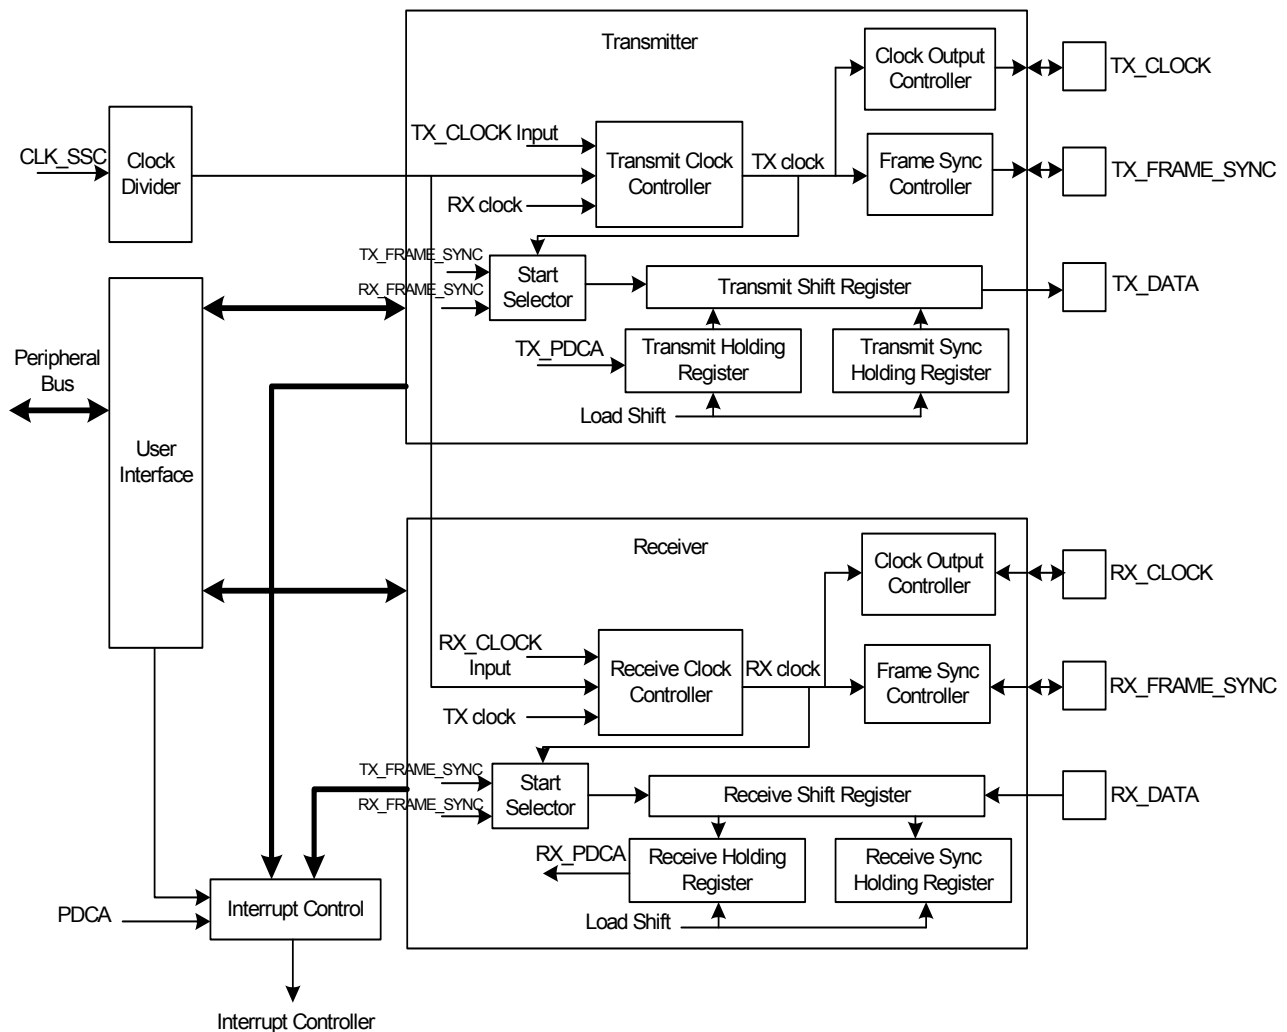 Transmitter
Clock Output
Controller
TX_CLOCK
CLK_SSC
Clock
Divider
TX_CLOCK Input
RX clock
Transmit Clock
Controller
TX clock
Frame Sync
Controller
TX_FRAME_SYNC
TX_FRAME_SYNC
RX_FRAME_SYNC
Start
Selector
Transmit Shift Register
TX_DATA
TX_PDCA
Transmit Holding
Register
Transmit Sync
Holding Register
Load Shift
Peripheral
Bus
User
Interface
Receiver
Clock Output
Controller
RX_CLOCK
RX_CLOCK
Input
TX clock
Receive Clock
Controller
RX clock
Frame Sync
Controller
RX_FRAME_SYNC
TX_FRAME_SYNC
RX_FRAME_SYNC
Start
Selector
Receive Shift Register
RX_DATA
RX_PDCA
Receive Holding
Register
Receive Sync
Holding Register
Load Shift
PDCA
Interrupt Control
Interrupt Controller